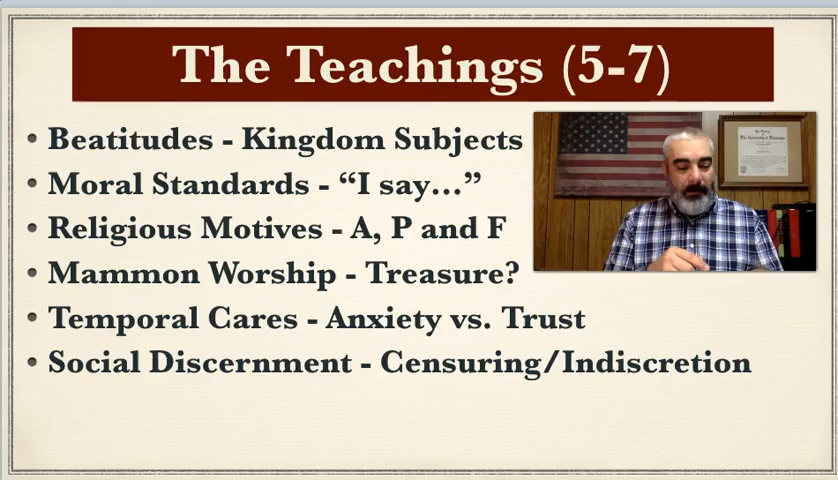 The Teachings (5-7)
• Beatitudes - Kingdom Subjects
• Moral Standards - “I say…”
• Religious Motives - A, P and F
• Mammon Worship - Treasure?
• Temporal Cares - Anxiety vs. Trust
• Social Discernment - Censuring/Indiscretion